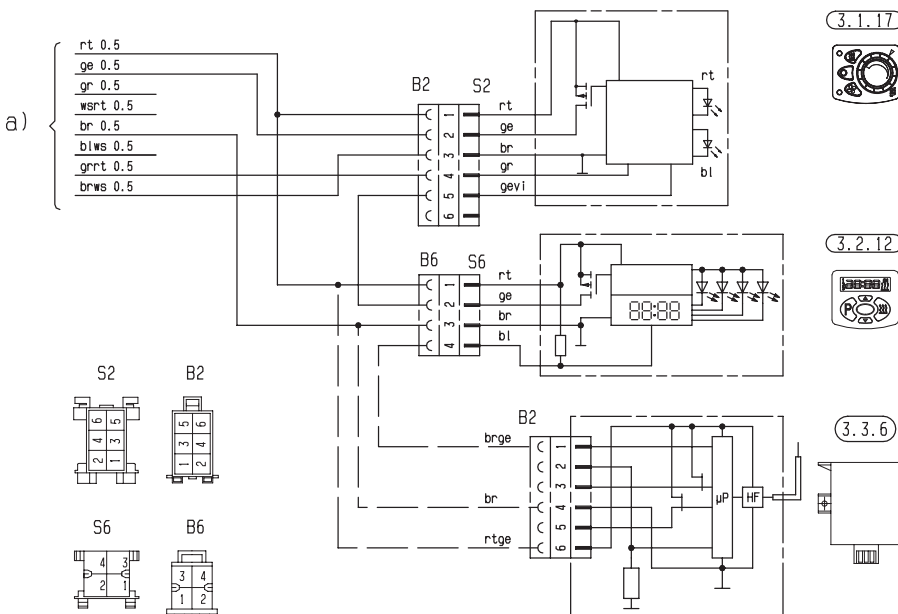 a)
rt 0.5
ge 0.5
gr 0.5
wsrt 0.5
br 0.5
blws 0.5
grrt 0.5
brws 0.5
B2 S2
1 rt
2 ge
3 br
4 gr
5 gevi
6
rt
bl
3.1.17
B6 S6
1 rt
2 ge
3 br
4 bl
88:88
3.2.12
88:88
P
B2
brge 1
2
3
br 4
5
rtge 6
µP
HF
3.3.6
S2 B2
6 5
4 3
2 1
5 6
3 4
1 2
S6 B6
4 3
2 1
3 4
1 2